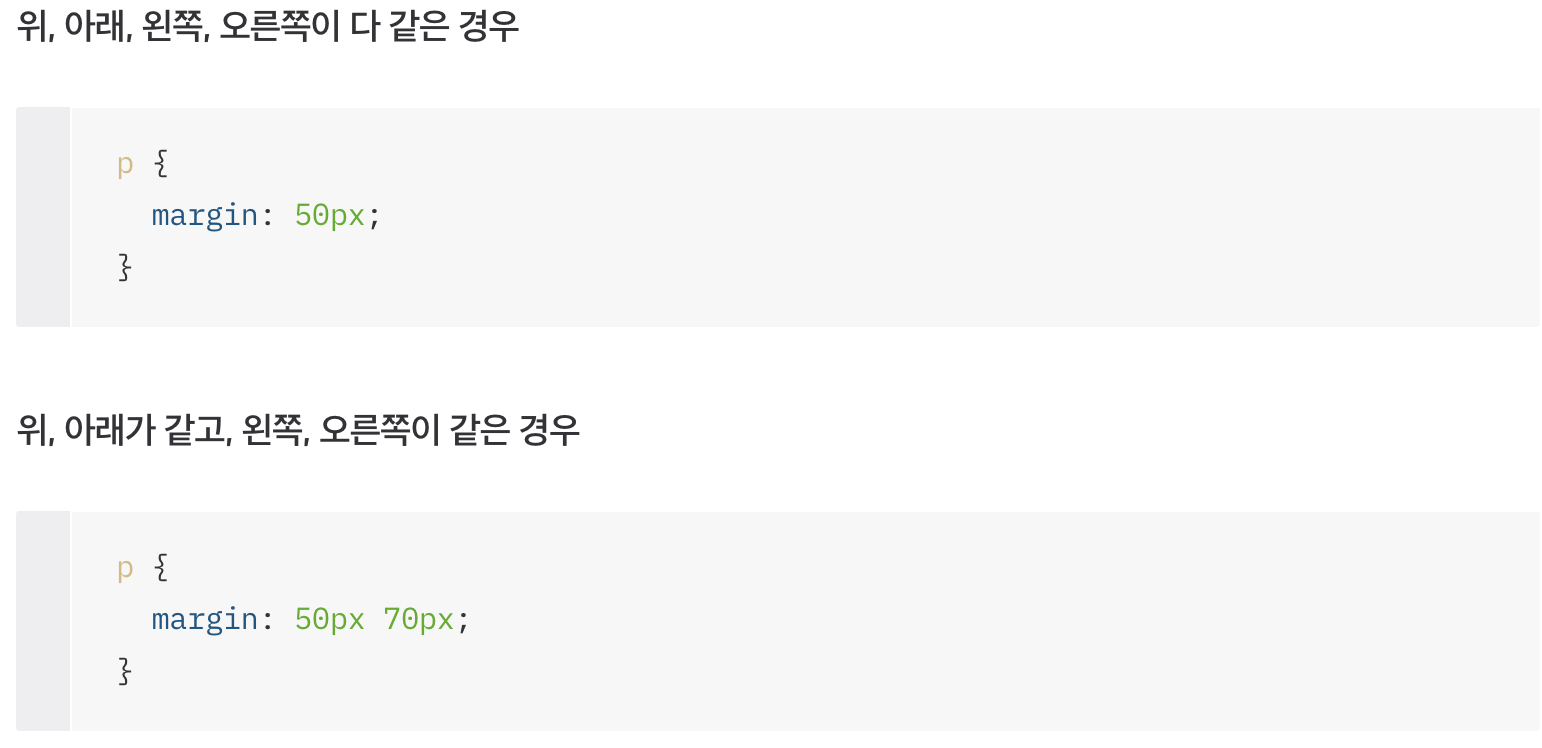 위, 아래, 왼쪽, 오른쪽이 다 같은 경우
p {
  margin: 50px;
}
위, 아래가 같고, 왼쪽, 오른쪽이 같은 경우
p {
  margin: 50px 70px;
}